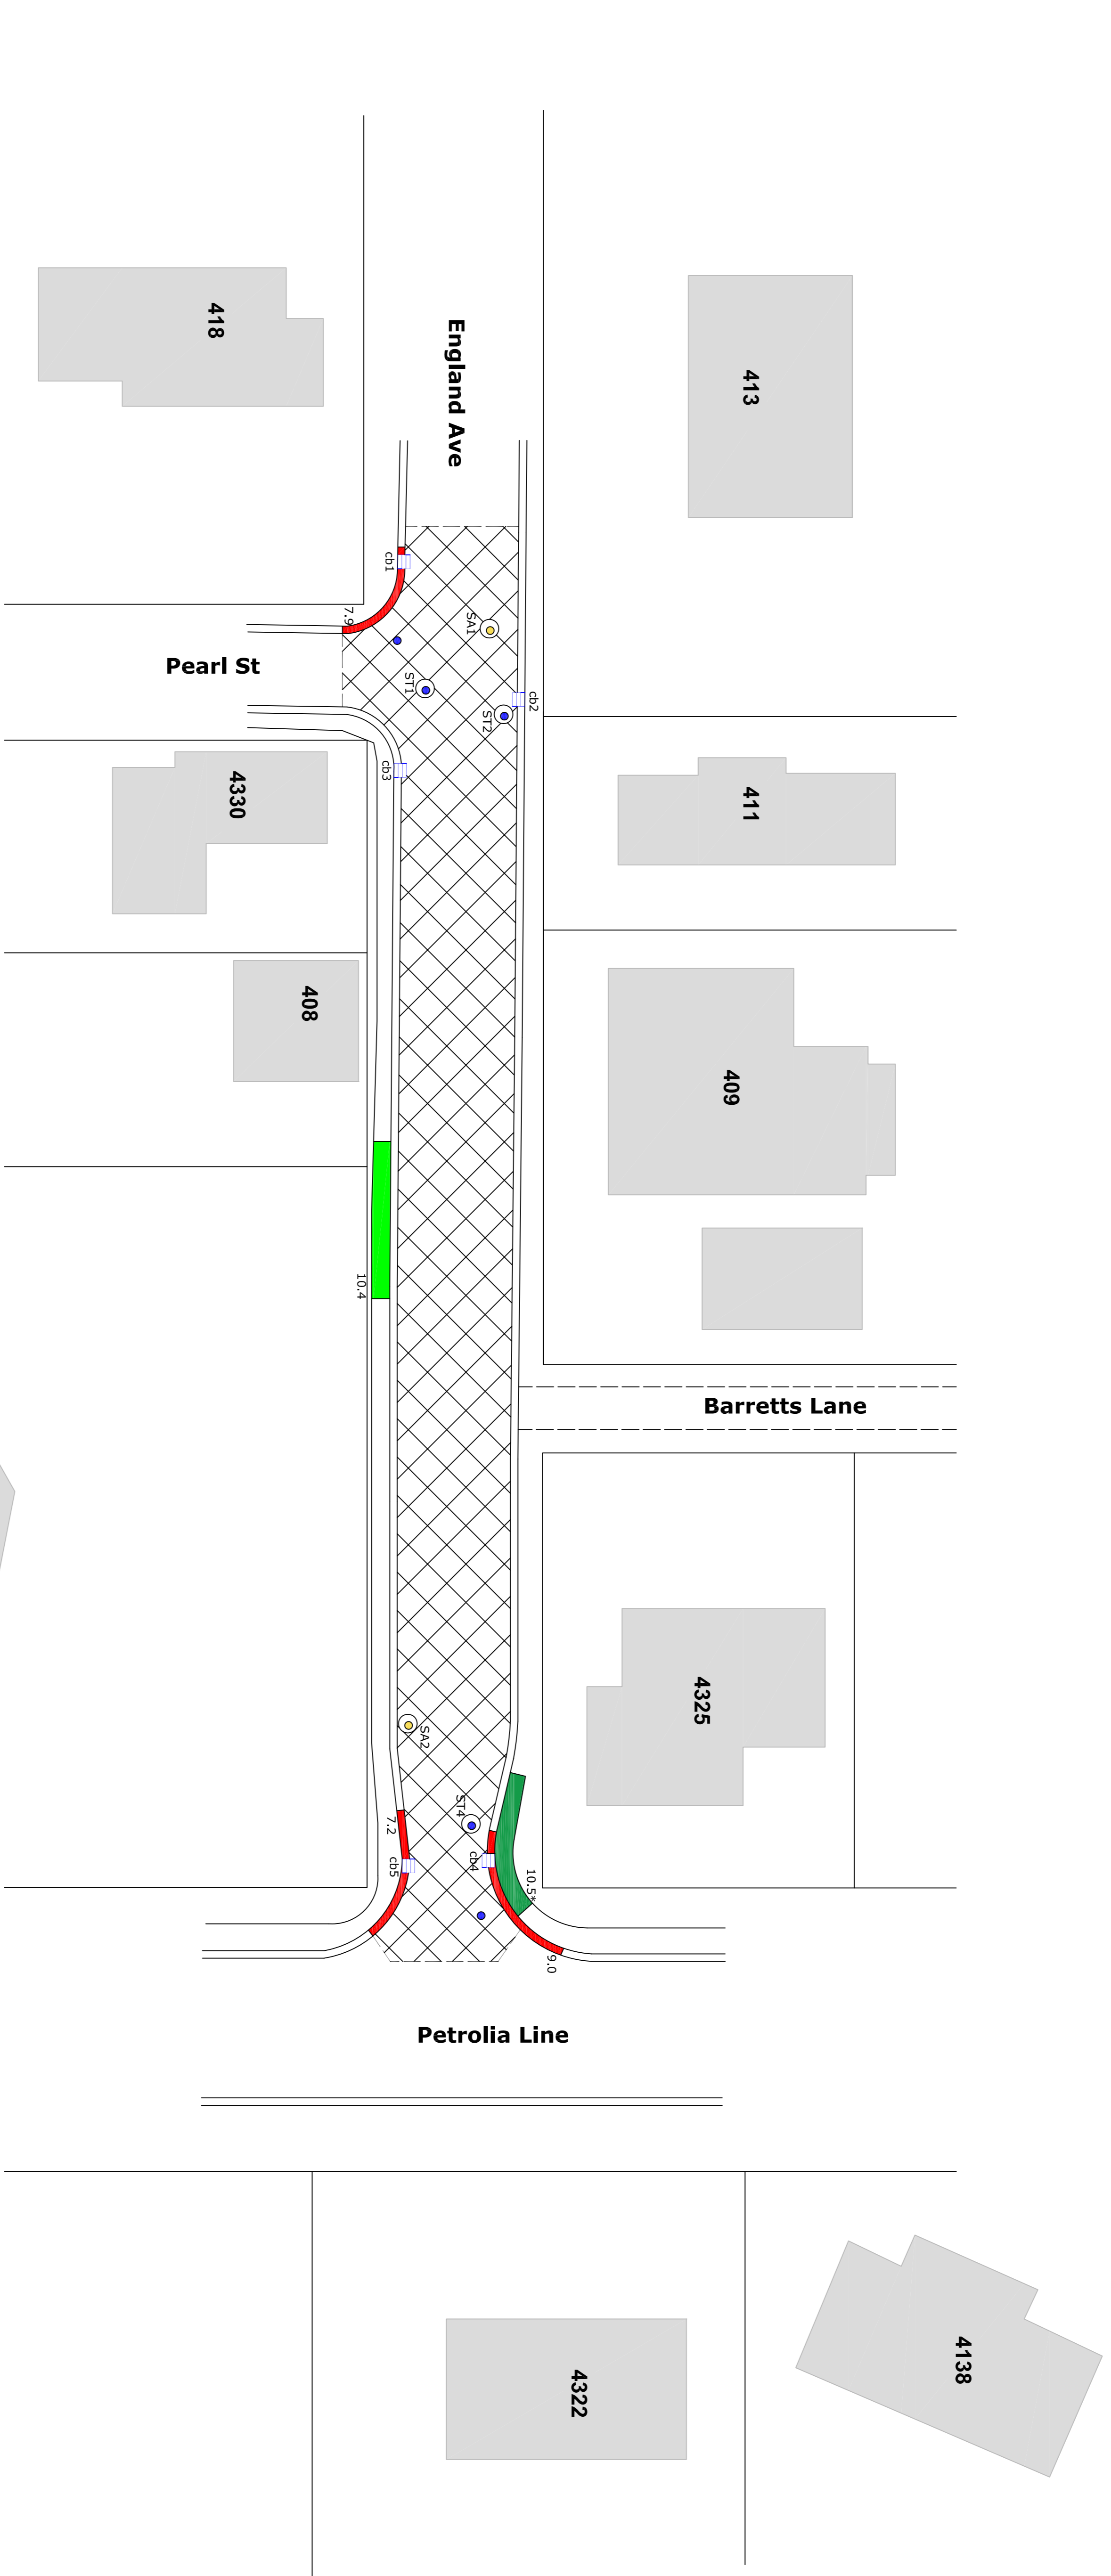 418
413
England Ave
cb1
7.9
SA1
Pearl St
ST1
cb2
ST2
cb3
4330
411
408
409
10.4
Barretts Lane
4325
SA2
ST4
7.2
cb4
cb5
10.5*
9.0
Petrolia Line
4138
4322